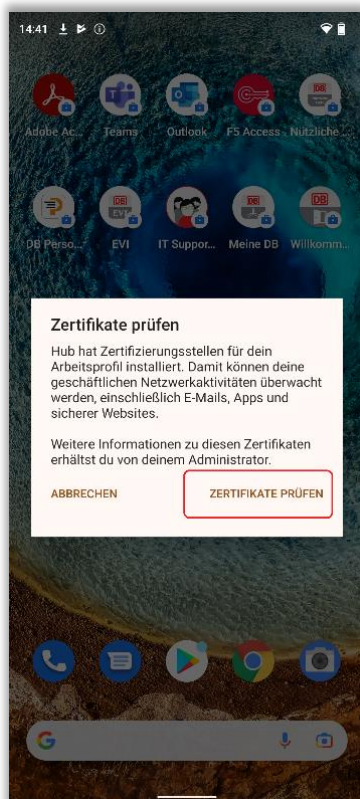 14:41
Adobe Ac... Teams Outlook F5 Access Nützliche ...
DB Perso... EVI IT Suppor... Meine DB Willkomm...
Zertifikate prüfen
Hub hat Zertifizierungsstellen für dein
Arbeitsprofil installiert. Damit können deine
geschäftlichen Netzwerkaktivitäten überwacht
werden, einschließlich E-Mails, Apps und
sicherer Websites.
Weitere Informationen zu diesen Zertifikaten
erhältst du von deinem Administrator.
ABBRECHEN ZERTIFIKATE PRÜFEN